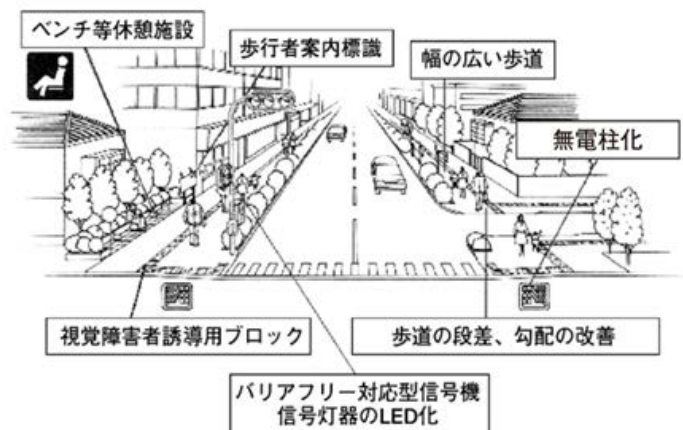 ベンチ等休憩施設
歩行者案内標識
幅の広い歩道
無電柱化
視覚障害者誘導用ブロック
歩道の段差、勾配の改善
バリアフリー対応型信号機
信号灯器のLED化